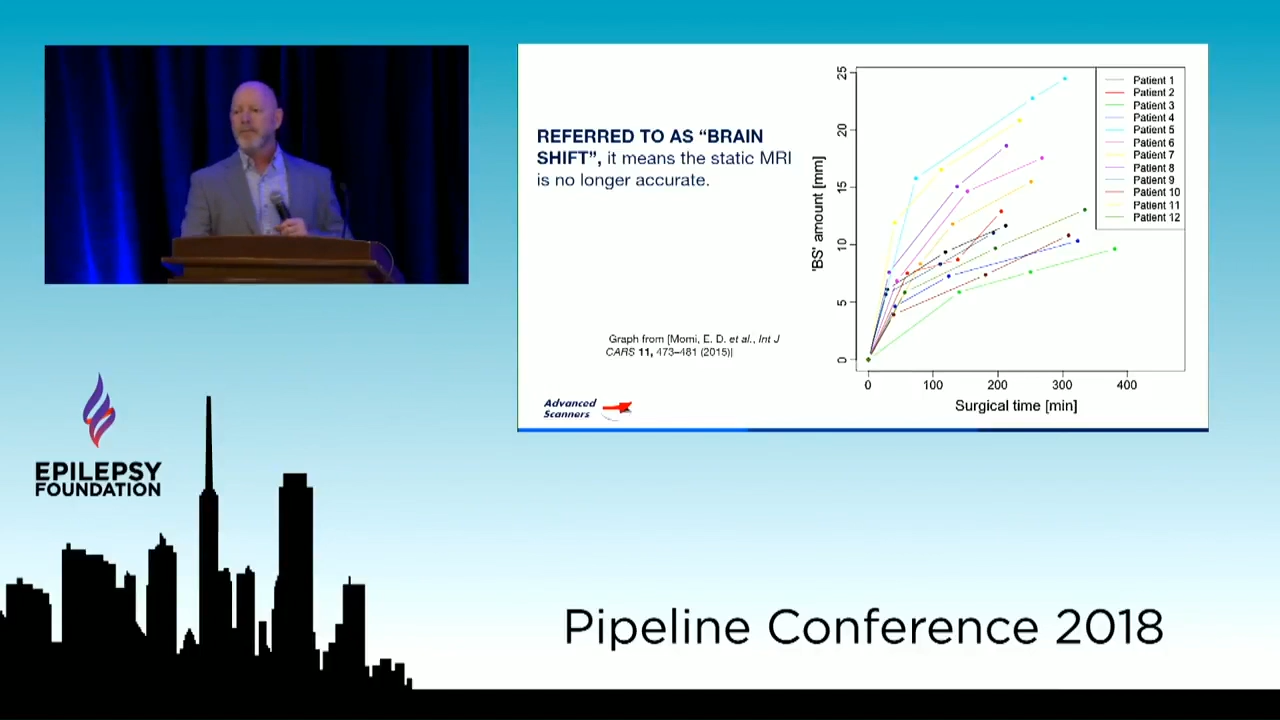 REFERRED TO AS “BRAIN
SHIFT”, it means the static MRI
is no longer accurate.
Graph from [Momi, E. D. et al., Int J
CARS 11, 473–481 (2015)]
Advanced
Scanners
'BS' amount [mm]
25
20
15
10
5
0
0 100 200 300 400
Surgical time [min]
Patient 1
Patient 2
Patient 3
Patient 4
Patient 5
Patient 6
Patient 7
Patient 8
Patient 9
Patient 10
Patient 11
Patient 12
EPILEPSY
FOUNDATION
Pipeline Conference 2018